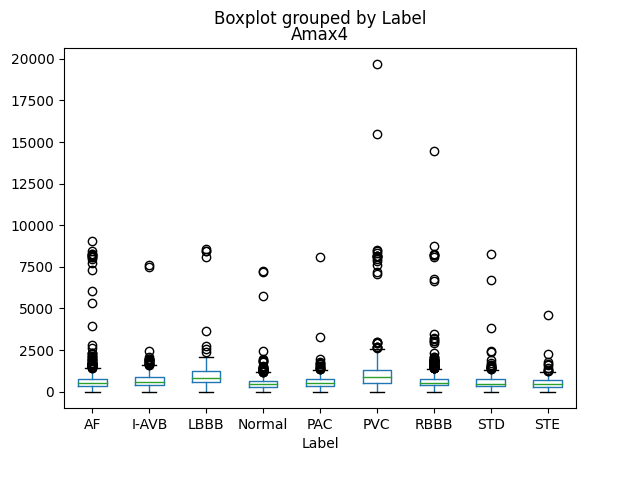 Boxplot grouped by Label
Amax4
20000
17500
15000
12500
10000
7500
5000
2500
0
AF I-AVB LBBB Normal PAC PVC RBBB STD STE
Label